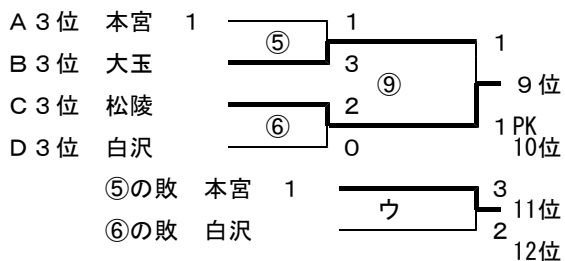 A3位 本宮 1 1
⑤ 1
B3位 大玉 3
⑨ 9位
C3位 松陵 2
⑥ 1 PK
D3位 白沢 0 10位
⑤の敗 本宮 1 3
ウ 11位
⑥の敗 白沢 2
12位